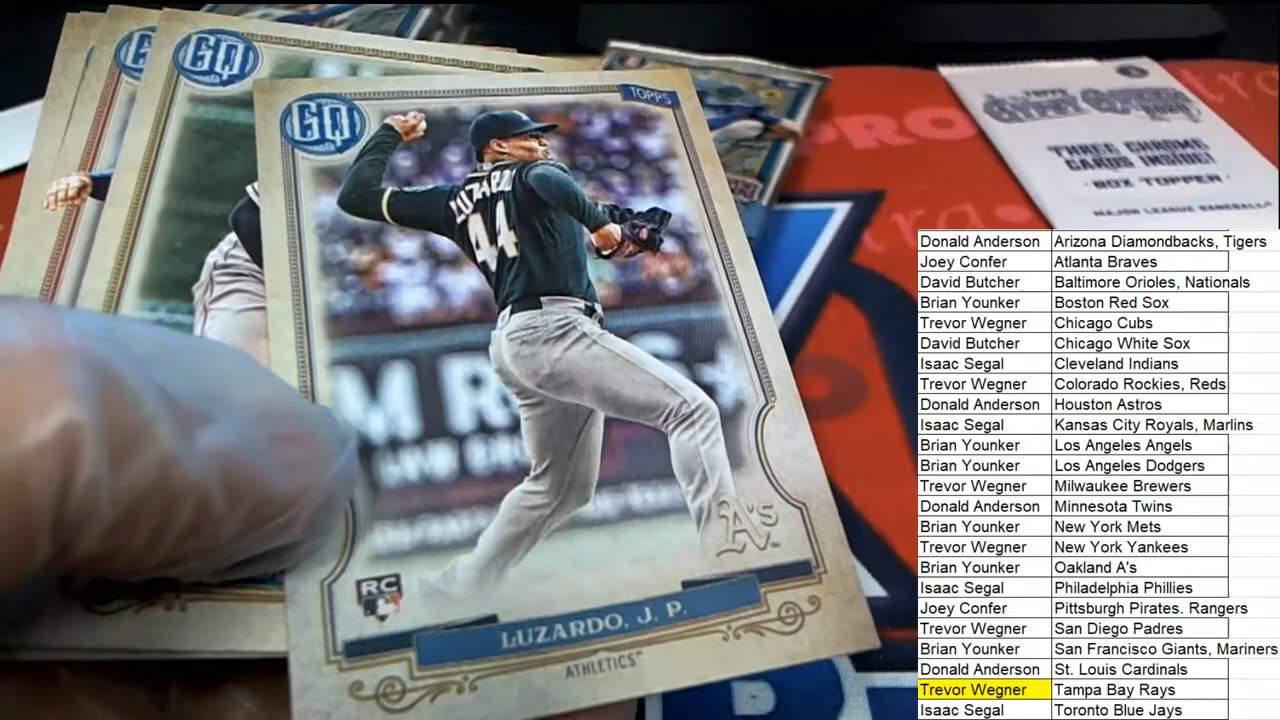 GQ
GQ
GQ
TOPPS
LUZARDO
44
M R
A's
RC
LUZARDO, J. P.
ATHLETICS
PRO
TOPPS
GYPSY QUEEN
THREE CHROME
CARDS INSIDE!
· BOX TOPPER ·
MAJOR LEAGUE BASEBALL
Donald Anderson Arizona Diamondbacks, Tigers
Joey Confer Atlanta Braves
David Butcher Baltimore Orioles, Nationals
Brian Younker Boston Red Sox
Trevor Wegner Chicago Cubs
David Butcher Chicago White Sox
Isaac Segal Cleveland Indians
Trevor Wegner Colorado Rockies, Reds
Donald Anderson Houston Astros
Isaac Segal Kansas City Royals, Marlins
Brian Younker Los Angeles Angels
Brian Younker Los Angeles Dodgers
Trevor Wegner Milwaukee Brewers
Donald Anderson Minnesota Twins
Brian Younker New York Mets
Trevor Wegner New York Yankees
Brian Younker Oakland A's
Isaac Segal Philadelphia Phillies
Joey Confer Pittsburgh Pirates. Rangers
Trevor Wegner San Diego Padres
Brian Younker San Francisco Giants, Mariners
Donald Anderson St. Louis Cardinals
Trevor Wegner Tampa Bay Rays
Isaac Segal Toronto Blue Jays